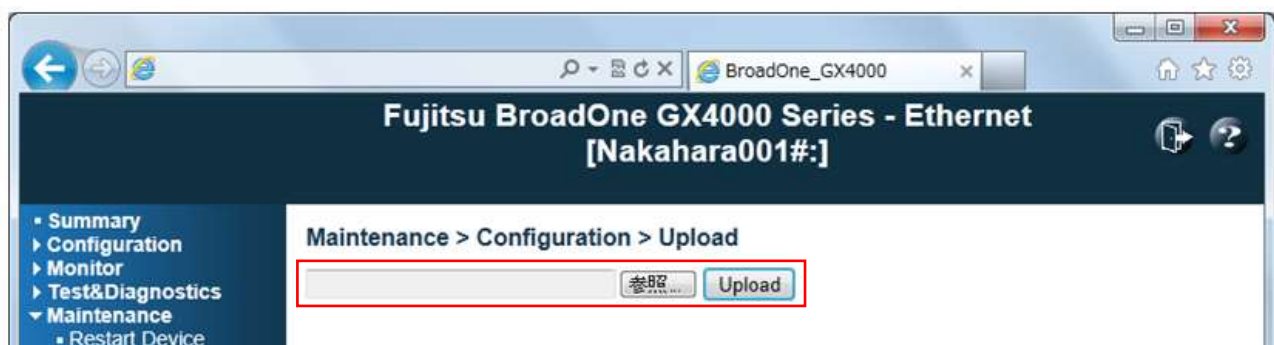 BroadOne_GX4000
Fujitsu BroadOne GX4000 Series - Ethernet
[Nakahara001#:]
Summary
Configuration
Monitor
Test&Diagnostics
Maintenance
Restart Device
Maintenance > Configuration > Upload
参照... Upload